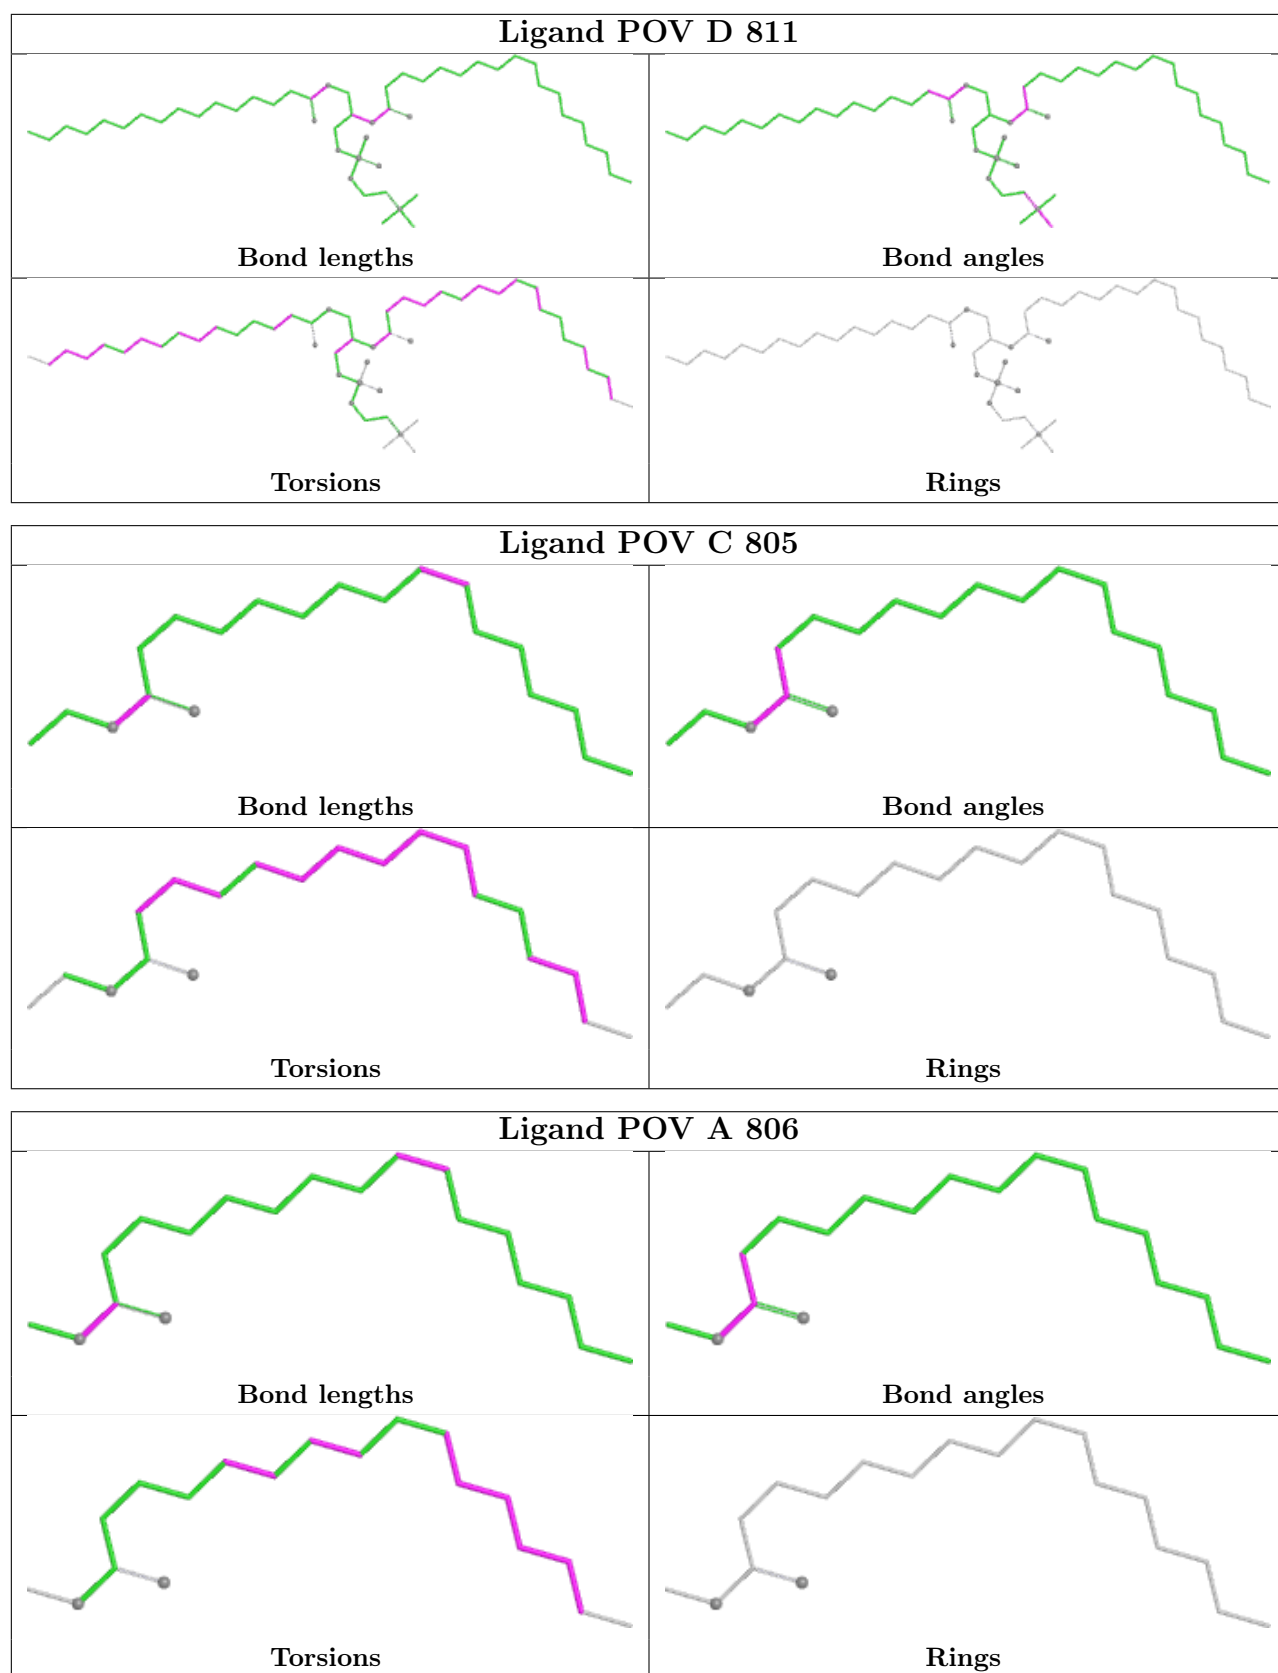 Ligand POV D 811
Bond lengths
Bond angles
Torsions
Rings
Ligand POV C 805
Bond lengths
Bond angles
Torsions
Rings
Ligand POV A 806
Bond lengths
Bond angles
Torsions
Rings